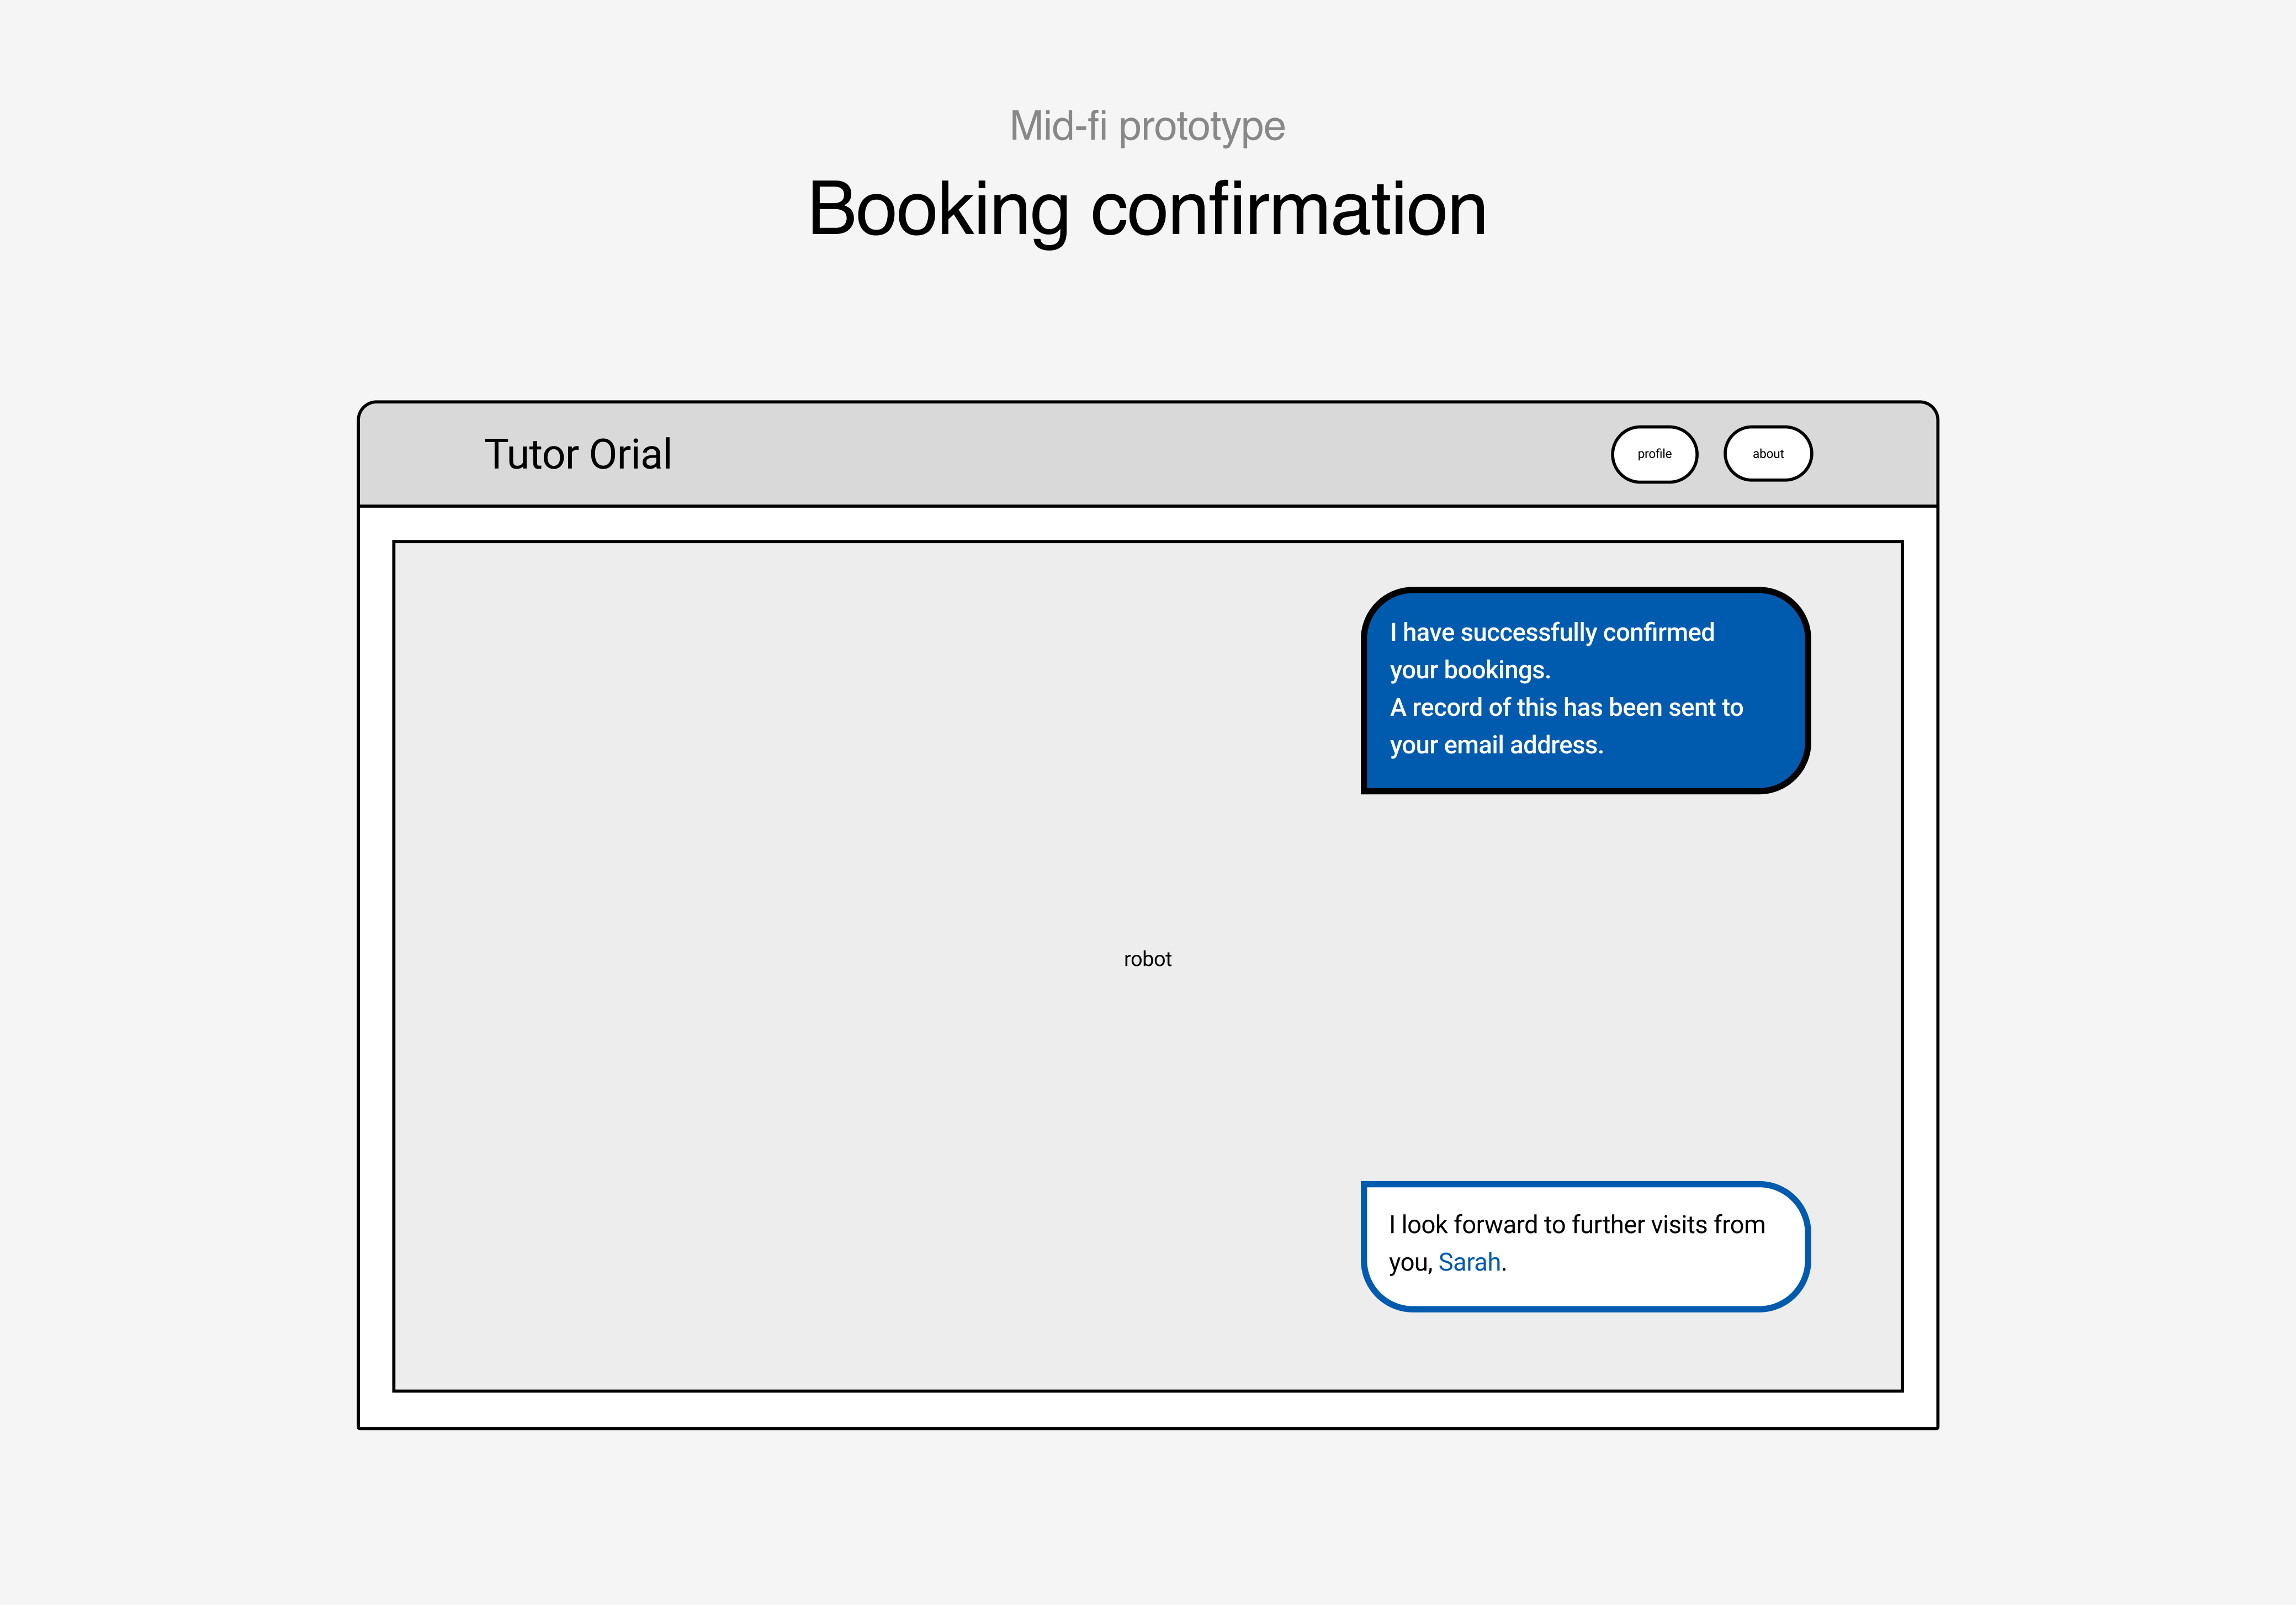 Mid-fi prototype
Booking confirmation
Tutor Orial
profile
about
I have successfully confirmed
your bookings.
A record of this has been sent to
your email address.
robot
I look forward to further visits from
you, Sarah.